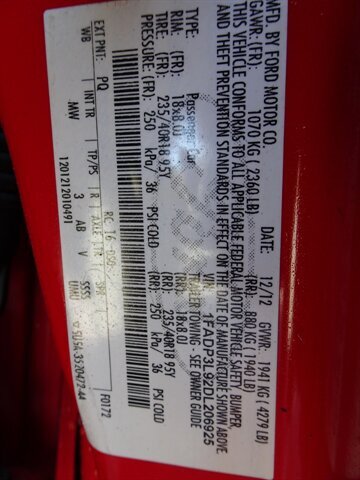 MFD. BY FORD MOTOR CO.
DATE: 12/12 GVWR: 1941 KG ( 4279 LB)
GAWR: (FR) 1070 KG ( 2360 LB) (RR) 880 KG ( 1940 LB)
THIS VEHICLE CONFORMS TO ALL APPLICABLE FEDERAL MOTOR VEHICLE SAFETY, BUMPER
AND THEFT PREVENTION STANDARDS IN EFFECT ON THE DATE OF MANUFACTURE SHOWN ABOVE.
TRAILER TOWING - SEE OWNER GUIDE
1FADP3L92DL206925
TYPE: Passenger Car
RIM: (FR) 18x8.0J (RR) 18x8.0J
TIRE: (FR) 235/40R18 95Y (RR) 235/40R18 95Y
PRESSURE: (FR) 250 kPa/ 36 PSI COLD (RR) 250 kPa/ 36 PSI COLD
EXT PNT: PQ RC: 16 F0172
WB INT TR TP/PS R AXLE TR
MW 3 AB V
1201212010491